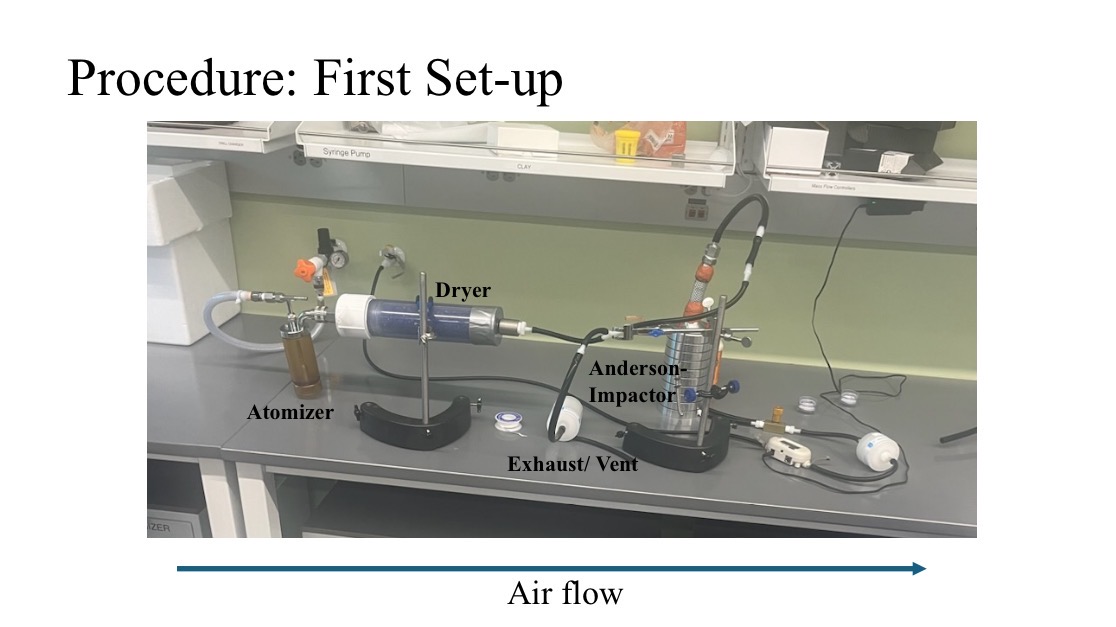 Procedure: First Set-up
Syringe Pump
CLAY
Mass Flow Controllers
Dryer
Anderson-
Impactor
Atomizer
Exhaust/ Vent
IZER
Air flow